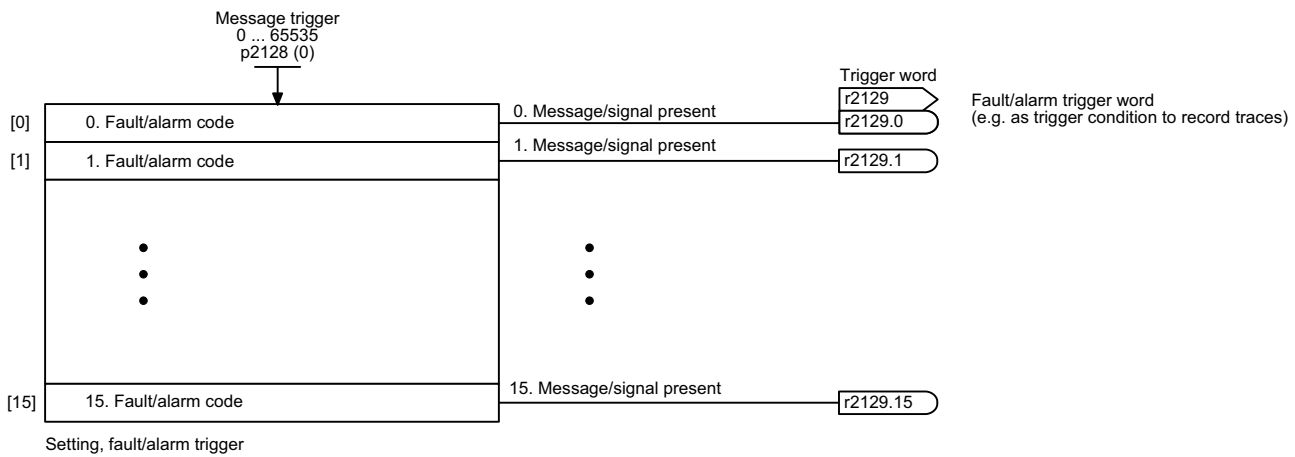 Message trigger
0 ... 65535
p2128 (0)
Trigger word
r2129
Fault/alarm trigger word
(e.g. as trigger condition to record traces)
[0]
0. Fault/alarm code
0. Message/signal present
r2129.0
[1]
1. Fault/alarm code
1. Message/signal present
r2129.1
[15]
15. Fault/alarm code
15. Message/signal present
r2129.15
Setting, fault/alarm trigger